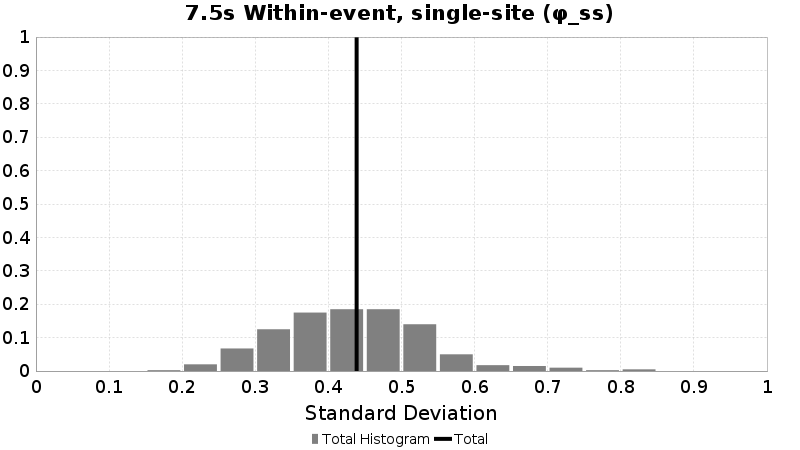 7.5s Within-event, single-site (φ_ss)
1
0.9
0.8
0.7
0.6
0.5
0.4
0.3
0.2
0.1
0
0 0.1 0.2 0.3 0.4 0.5 0.6 0.7 0.8 0.9 1
Standard Deviation
Total Histogram Total